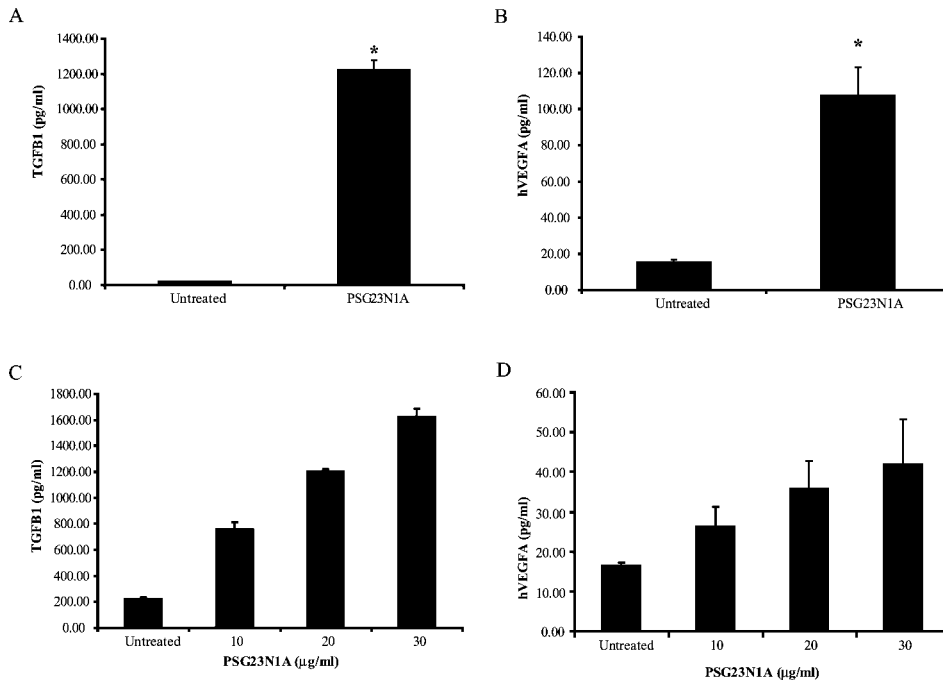 A
TGFB1 (pg/ml)
1400.00
1200.00
1000.00
800.00
600.00
400.00
200.00
0.00
*
Untreated PSG23N1A
B
hVEGFA (pg/ml)
140.00
120.00
100.00
80.00
60.00
40.00
20.00
0.00
*
Untreated PSG23N1A
C
TGFB1 (pg/ml)
1800.00
1600.00
1400.00
1200.00
1000.00
800.00
600.00
400.00
200.00
0.00
Untreated 10 20 30
PSG23N1A (µg/ml)
D
hVEGFA (pg/ml)
60.00
50.00
40.00
30.00
20.00
10.00
0.00
Untreated 10 20 30
PSG23N1A (µg/ml)